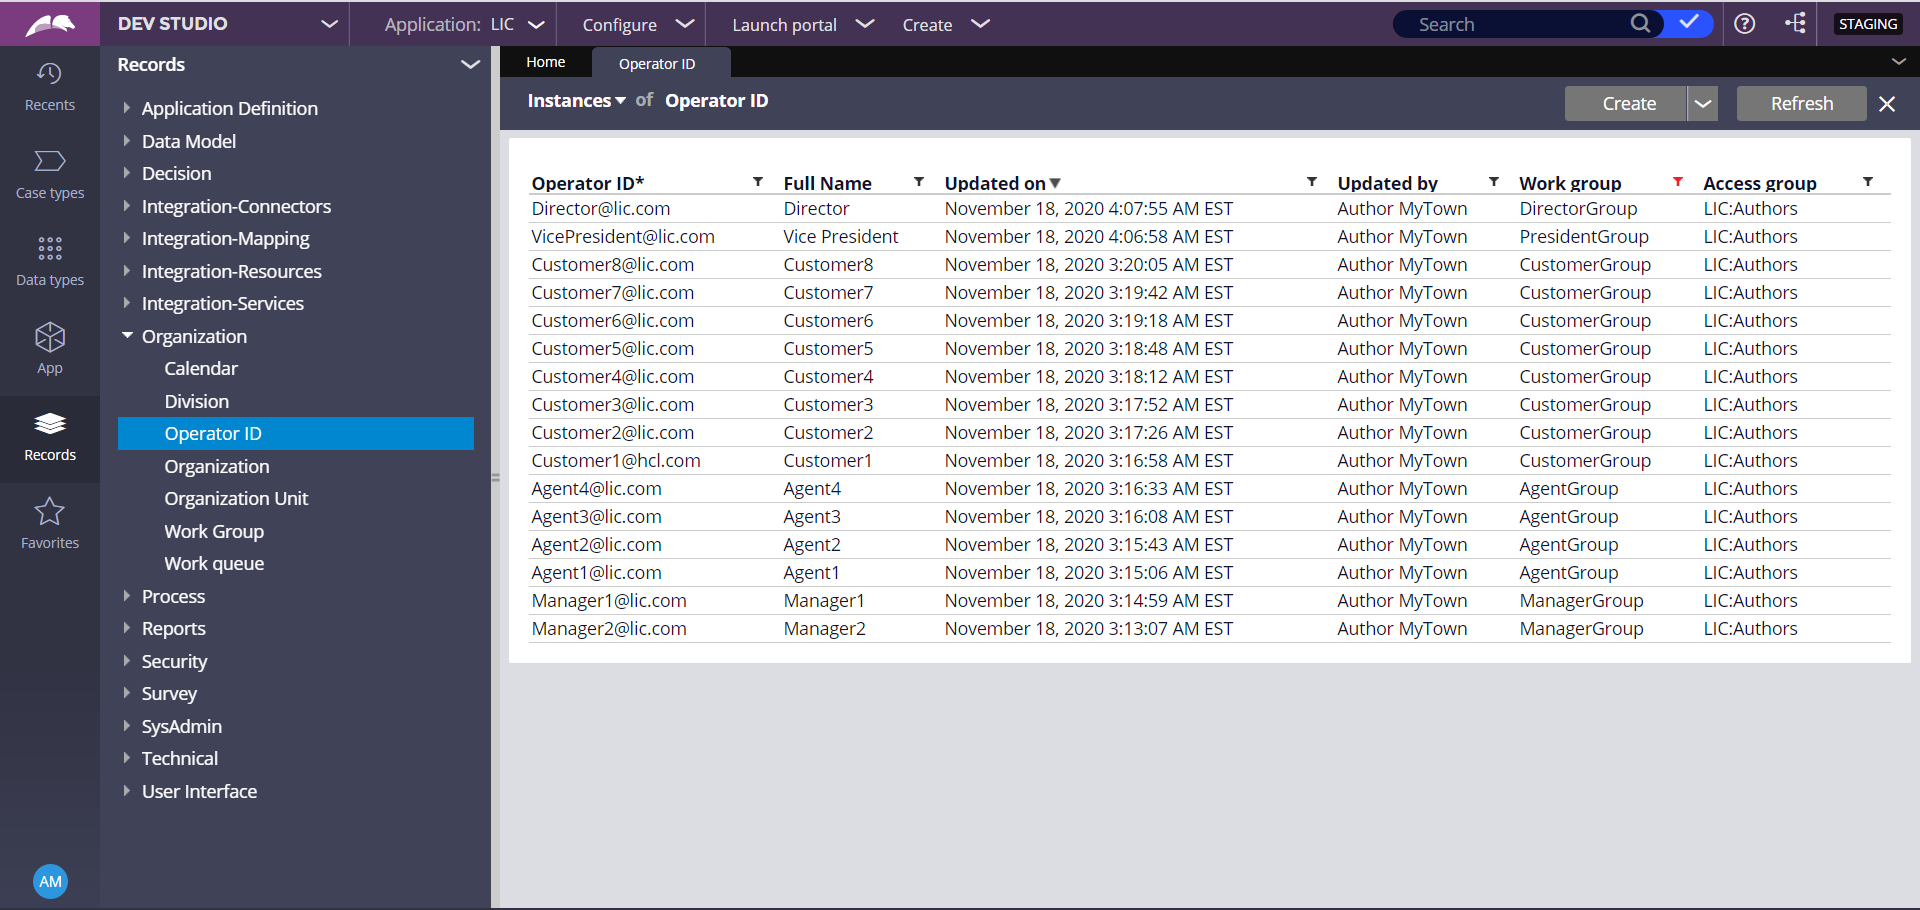 DEV STUDIO
Application: LIC
Configure
Launch portal
Create
Search
STAGING
Recents
Case types
Data types
App
Records
Favorites
AM
Records
Application Definition
Data Model
Decision
Integration-Connectors
Integration-Mapping
Integration-Resources
Integration-Services
Organization
Calendar
Division
Operator ID
Organization
Organization Unit
Work Group
Work queue
Process
Reports
Security
Survey
SysAdmin
Technical
User Interface
Home Operator ID
Instances of Operator ID
Create Refresh
Operator ID* Full Name Updated on Updated by Work group Access group
Director@lic.com Director November 18, 2020 4:07:55 AM EST Author MyTown DirectorGroup LIC:Authors
VicePresident@lic.com Vice President November 18, 2020 4:06:58 AM EST Author MyTown PresidentGroup LIC:Authors
Customer8@lic.com Customer8 November 18, 2020 3:20:05 AM EST Author MyTown CustomerGroup LIC:Authors
Customer7@lic.com Customer7 November 18, 2020 3:19:42 AM EST Author MyTown CustomerGroup LIC:Authors
Customer6@lic.com Customer6 November 18, 2020 3:19:18 AM EST Author MyTown CustomerGroup LIC:Authors
Customer5@lic.com Customer5 November 18, 2020 3:18:48 AM EST Author MyTown CustomerGroup LIC:Authors
Customer4@lic.com Customer4 November 18, 2020 3:18:12 AM EST Author MyTown CustomerGroup LIC:Authors
Customer3@lic.com Customer3 November 18, 2020 3:17:52 AM EST Author MyTown CustomerGroup LIC:Authors
Customer2@lic.com Customer2 November 18, 2020 3:17:26 AM EST Author MyTown CustomerGroup LIC:Authors
Customer1@hcl.com Customer1 November 18, 2020 3:16:58 AM EST Author MyTown CustomerGroup LIC:Authors
Agent4@lic.com Agent4 November 18, 2020 3:16:33 AM EST Author MyTown AgentGroup LIC:Authors
Agent3@lic.com Agent3 November 18, 2020 3:16:08 AM EST Author MyTown AgentGroup LIC:Authors
Agent2@lic.com Agent2 November 18, 2020 3:15:43 AM EST Author MyTown AgentGroup LIC:Authors
Agent1@lic.com Agent1 November 18, 2020 3:15:06 AM EST Author MyTown AgentGroup LIC:Authors
Manager1@lic.com Manager1 November 18, 2020 3:14:59 AM EST Author MyTown ManagerGroup LIC:Authors
Manager2@lic.com Manager2 November 18, 2020 3:13:07 AM EST Author MyTown ManagerGroup LIC:Authors